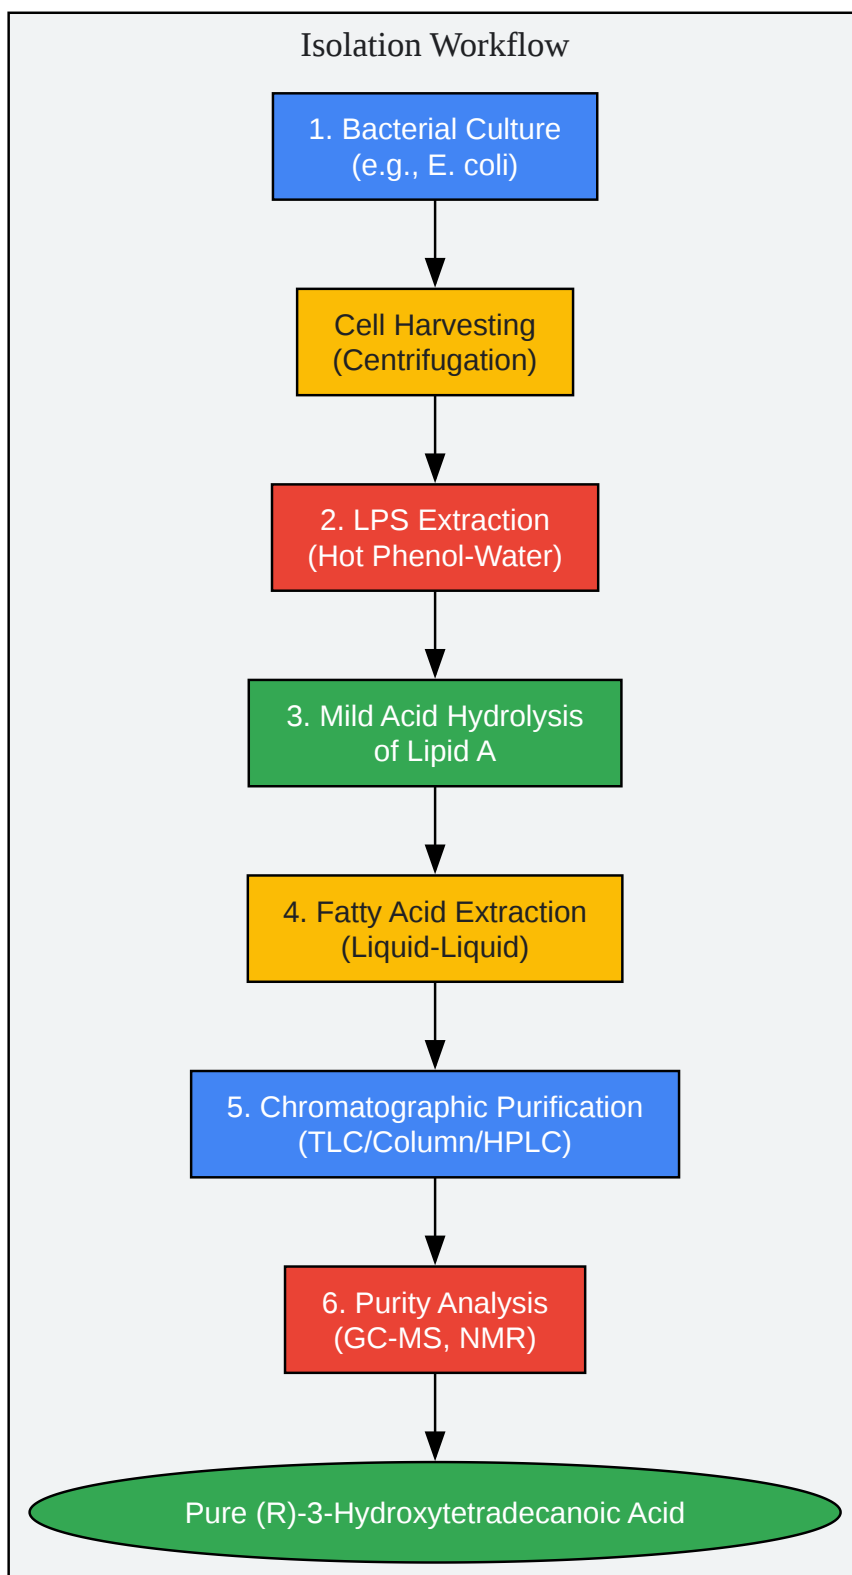 Isolation Workflow
1. Bacterial Culture
(e.g., E. coli)
Cell Harvesting
(Centrifugation)
2. LPS Extraction
(Hot Phenol-Water)
3. Mild Acid Hydrolysis
of Lipid A
4. Fatty Acid Extraction
(Liquid-Liquid)
5. Chromatographic Purification
(TLC/Column/HPLC)
6. Purity Analysis
(GC-MS, NMR)
Pure (R)-3-Hydroxytetradecanoic Acid